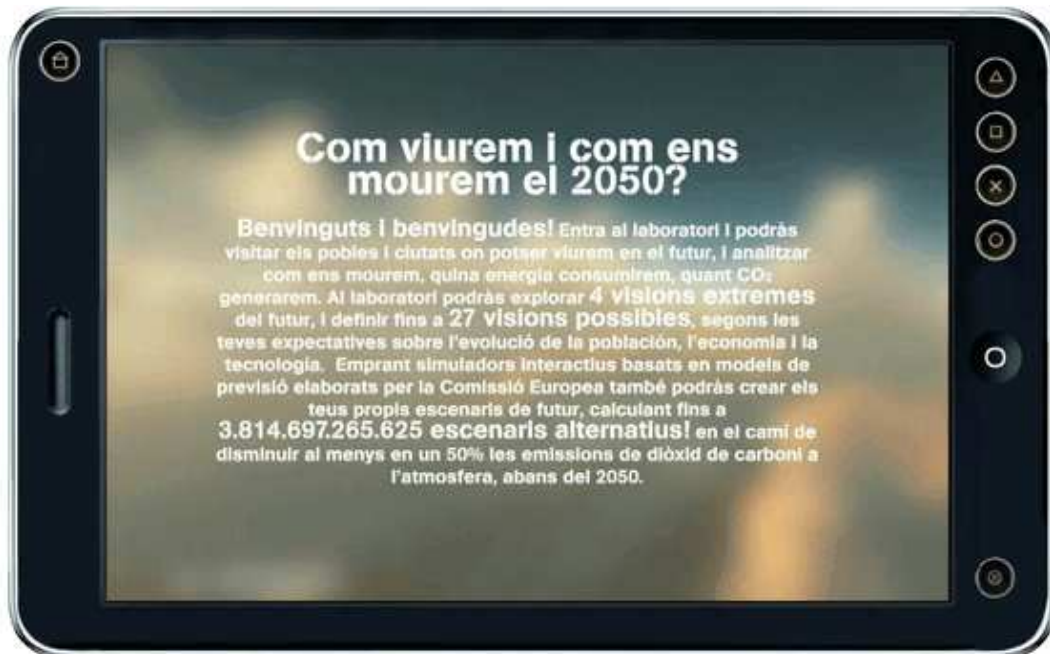 Com viurem i com ens
mourem el 2050?
Benvinguts i benvingudes! Entra al laboratori i podràs
visitar els pobles i ciutats on potser viurem en el futur, i analitzar
com ens mourem, quina energia consumirem, quant CO₂
generarem. Al laboratori podràs explorar 4 visions extremes
del futur, i definir fins a 27 visions possibles, segons les
teves expectatives sobre l'evolució de la población, l'economia i la
tecnologia. Emprant simuladors interactius basats en models de
previsió elaborats per la Comissió Europea també podràs crear els
teus propis escenaris de futur, calculant fins a
3.814.697.265.625 escenaris alternatius! en el camí de
disminuir al menys en un 50% les emissions de diòxid de carboni a
l'atmosfera, abans del 2050.